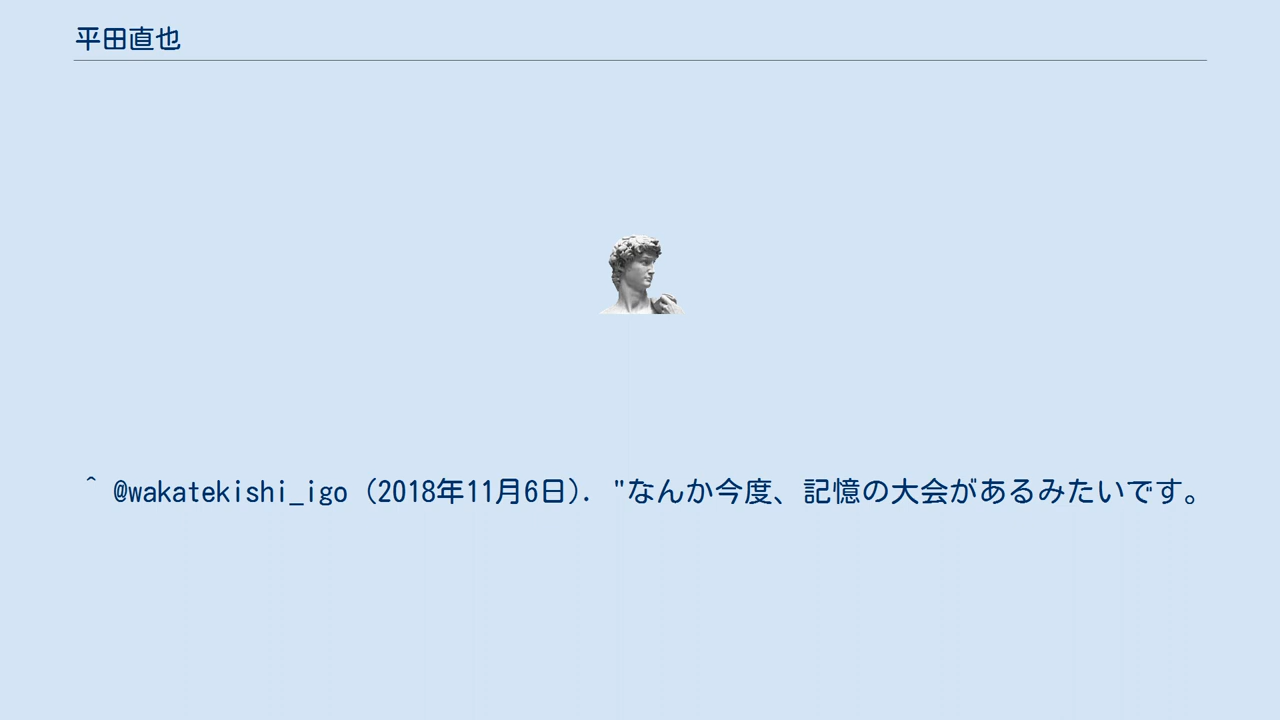 平田直也
^ @wakatekishi_igo (2018年11月6日). "なんか今度、記憶の大会があるみたいです。